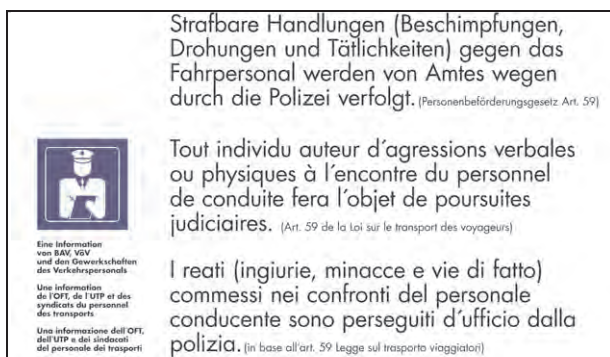 Strafbare Handlungen (Beschimpfungen,
Drohungen und Tätlichkeiten) gegen das
Fahrpersonal werden von Amtes wegen
durch die Polizei verfolgt. (Personenbeförderungsgesetz Art. 59)
Tout individu auteur d´agressions verbales
ou physiques à l´encontre du personnel
de conduite fera l´objet de poursuites
judiciaires. (Art. 59 de la Loi sur le transport des voyageurs)
I reati (ingiurie, minacce e vie di fatto)
commessi nei confronti del personale
conducente sono perseguiti d´ufficio dalla
polizia. (in base all'art. 59 Legge sul trasporto viaggiatori)
Eine Information
von BAV, VöV
und den Gewerkschaften
des Verkehrspersonals
Une information
de l'OFT, de l'UTP et des
syndicats du personnel
des transports
Una informazione dell'OFT,
dell'UTP e dei sindacati
del personale dei trasporti